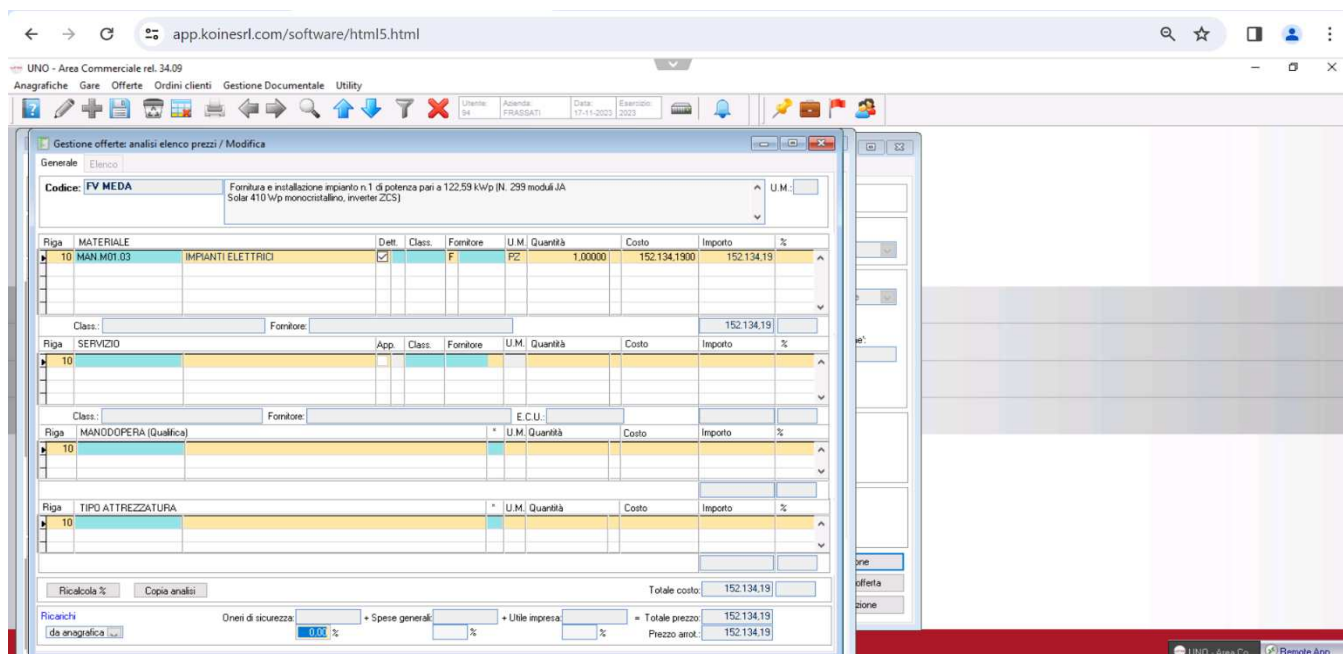 app.koinesrl.com/software/html5.html
UNO - Area Commerciale rel. 34.09
Anagrafiche Gare Offerte Ordini clienti Gestione Documentale Utility
Utente: 94 Azienda: FRASSATI Data: 17-11-2023 Esercizio: 2023
Gestione offerte: analisi elenco prezzi / Modifica
Generale Elenco
Codice: FV MEDA Fornitura e installazione impianto n.1 di potenza pari a 122,59 kWp (N. 299 moduli JA U.M.:
Solar 410 Wp monocristallino, inverter ZCS)
Riga MATERIALE Dett. Class. Fornitore U.M. Quantità Costo Importo %
10 MAN.M01.03 IMPIANTI ELETTRICI F PZ 1,00000 152.134,1900 152.134,19
Class.: Fornitore: 152.134,19
Riga SERVIZIO App. Class. Fornitore U.M. Quantità Costo Importo %
10
Class.: Fornitore: E.C.U.:
Riga MANODOPERA (Qualifica) * U.M. Quantità Costo Importo %
10
Riga TIPO ATTREZZATURA * U.M. Quantità Costo Importo %
10
Ricalcola % Copia analisi Totale costo: 152.134,19
Ricarichi Oneri di sicurezza: + Spese generali: + Utile impresa: = Totale prezzo: 152.134,19
da anagrafica ... 0,00 % % % Prezzo arrot.: 152.134,19
e
ne':
one
offerta
zione
UNO - Area Co... Remote App